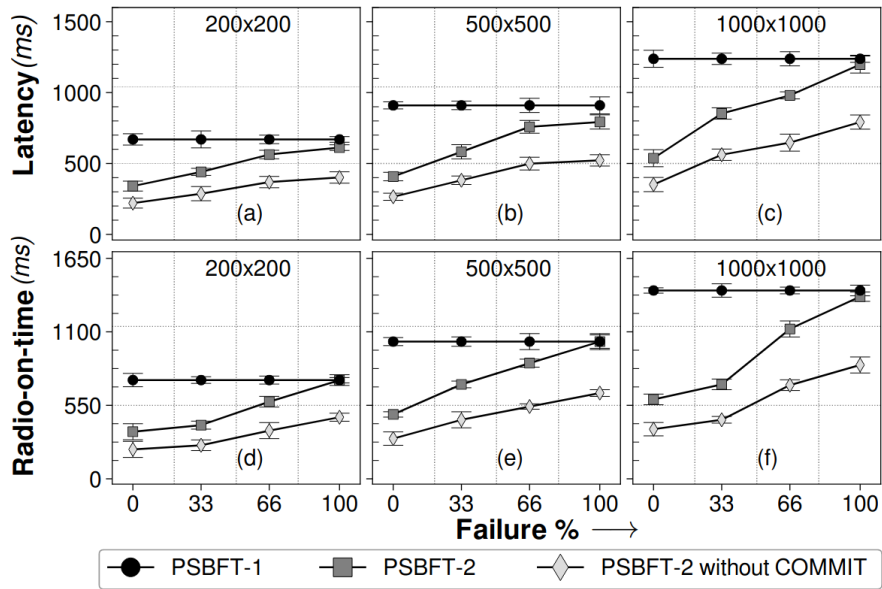 200x200 500x500 1000x1000
Latency (ms)
1500
1000
500
0
(a) (b) (c)
200x200 500x500 1000x1000
Radio-on-time (ms)
1650
1100
550
0
(d) (e) (f)
0 33 66 100 0 33 66 100 0 33 66 100
Failure % →
PSBFT-1 PSBFT-2 PSBFT-2 without COMMIT